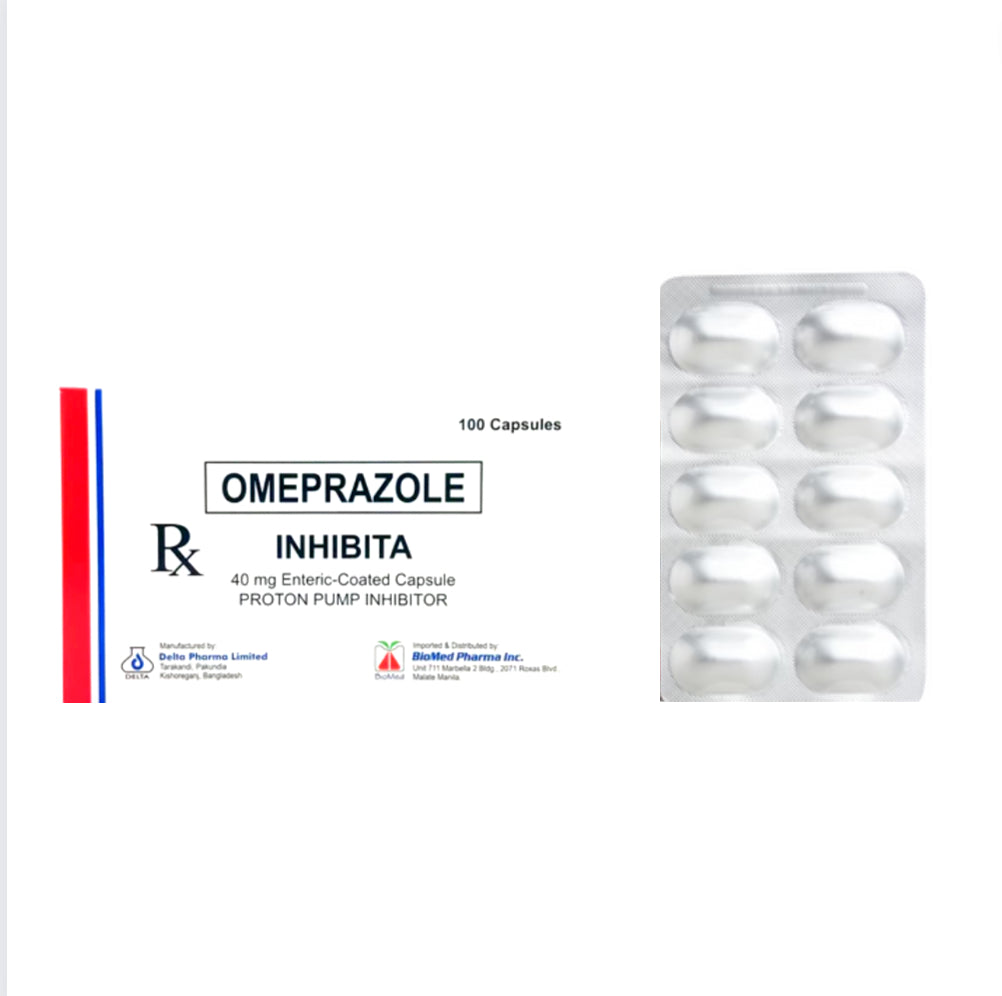 100 Capsules
OMEPRAZOLE
Rx
INHIBITA
40 mg Enteric-Coated Capsule
PROTON PUMP INHIBITOR
Manufactured by:
Delta Pharma Limited
Tarakandi, Pakundia
Kishoreganj, Bangladesh
DELTA
Imported & Distributed by:
BioMed Pharma Inc.
Unit 711 Marbella 2 Bldg., 2071 Roxas Blvd.
Malate Manila.
BioMed